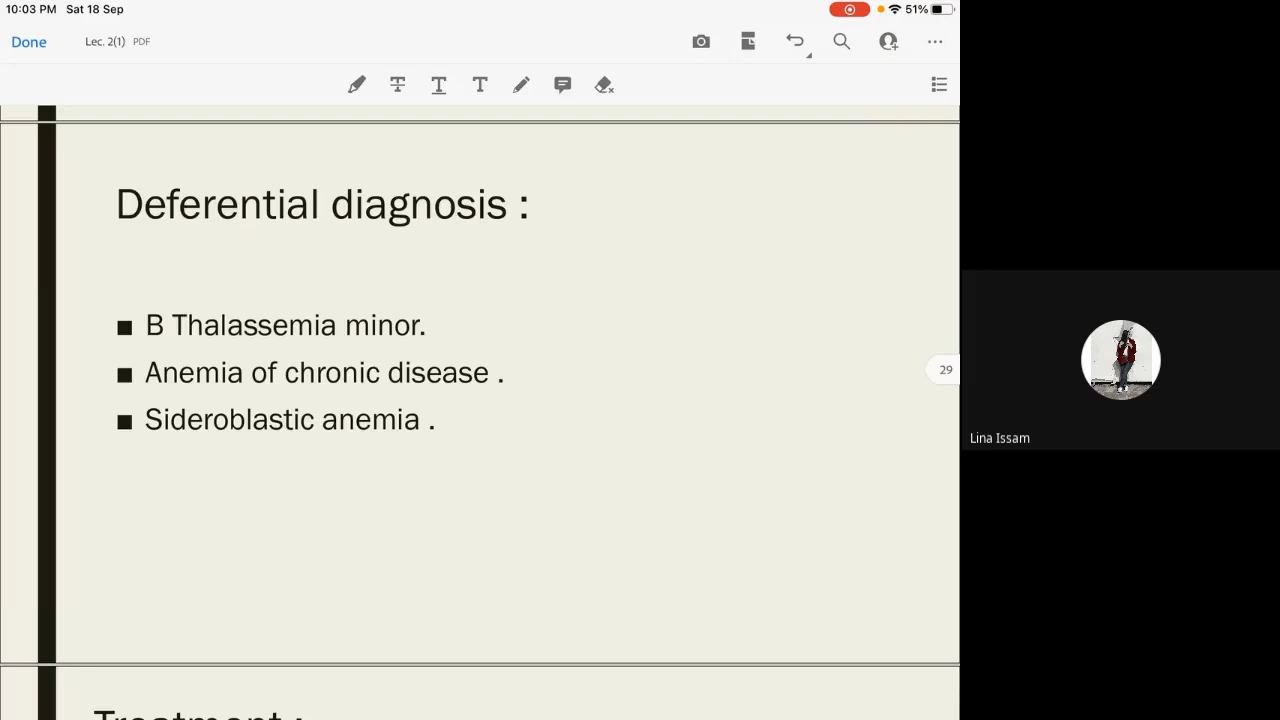 10:03 PM Sat 18 Sep
51%
Done
Lec. 2(1) PDF
Deferential diagnosis :
■ B Thalassemia minor.
■ Anemia of chronic disease .
■ Sideroblastic anemia .
29
Lina Issam
Treatment :